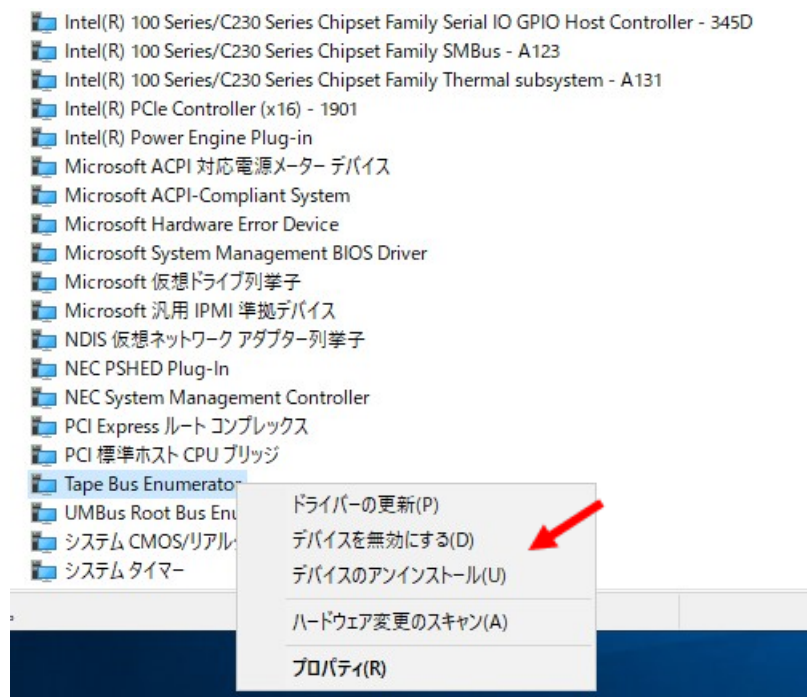 Intel(R) 100 Series/C230 Series Chipset Family Serial IO GPIO Host Controller - 345D
Intel(R) 100 Series/C230 Series Chipset Family SMBus - A123
Intel(R) 100 Series/C230 Series Chipset Family Thermal subsystem - A131
Intel(R) PCIe Controller (x16) - 1901
Intel(R) Power Engine Plug-in
Microsoft ACPI 対応電源メーター デバイス
Microsoft ACPI-Compliant System
Microsoft Hardware Error Device
Microsoft System Management BIOS Driver
Microsoft 仮想ドライブ列挙子
Microsoft 汎用 IPMI 準拠デバイス
NDIS 仮想ネットワーク アダプター列挙子
NEC PSHED Plug-In
NEC System Management Controller
PCI Express ルート コンプレックス
PCI 標準ホスト CPU ブリッジ
Tape Bus Enumerator
UMBus Root Bus Enu
システム CMOS/リアル
システム タイマー
ドライバーの更新(P)
デバイスを無効にする(D)
デバイスのアンインストール(U)
ハードウェア変更のスキャン(A)
プロパティ(R)